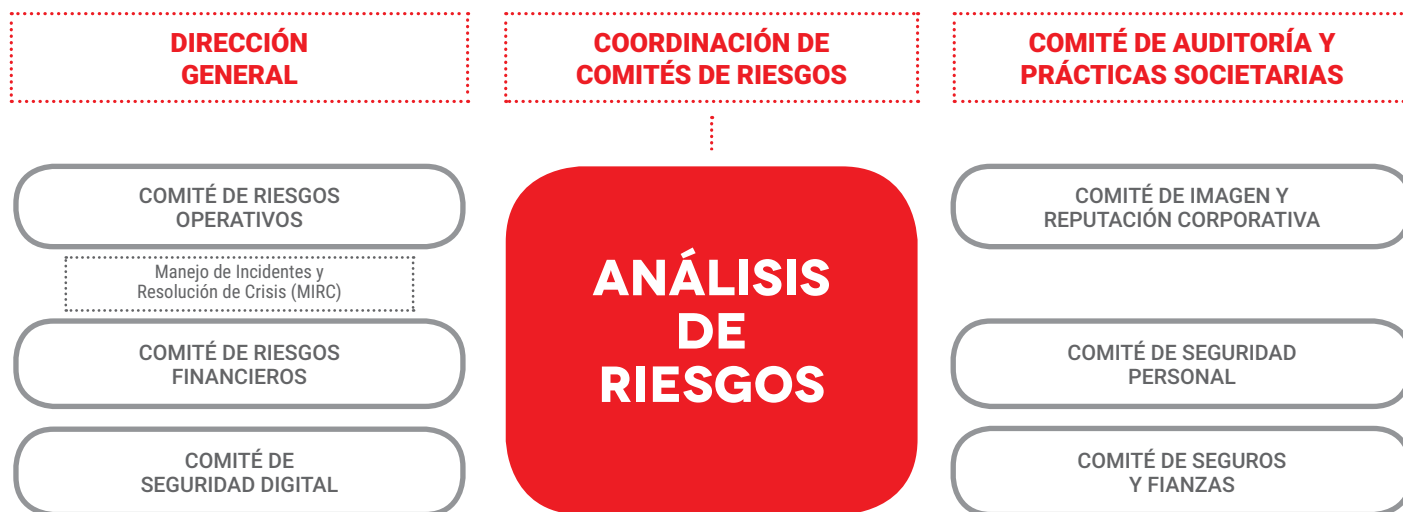 DIRECCIÓN
GENERAL
COORDINACIÓN DE
COMITÉS DE RIESGOS
COMITÉ DE AUDITORÍA Y
PRÁCTICAS SOCIETARIAS
COMITÉ DE RIESGOS
OPERATIVOS
Manejo de Incidentes y
Resolución de Crisis (MIRC)
COMITÉ DE RIESGOS
FINANCIEROS
COMITÉ DE
SEGURIDAD DIGITAL
ANÁLISIS
DE
RIESGOS
COMITÉ DE IMAGEN Y
REPUTACIÓN CORPORATIVA
COMITÉ DE SEGURIDAD
PERSONAL
COMITÉ DE SEGUROS
Y FIANZAS